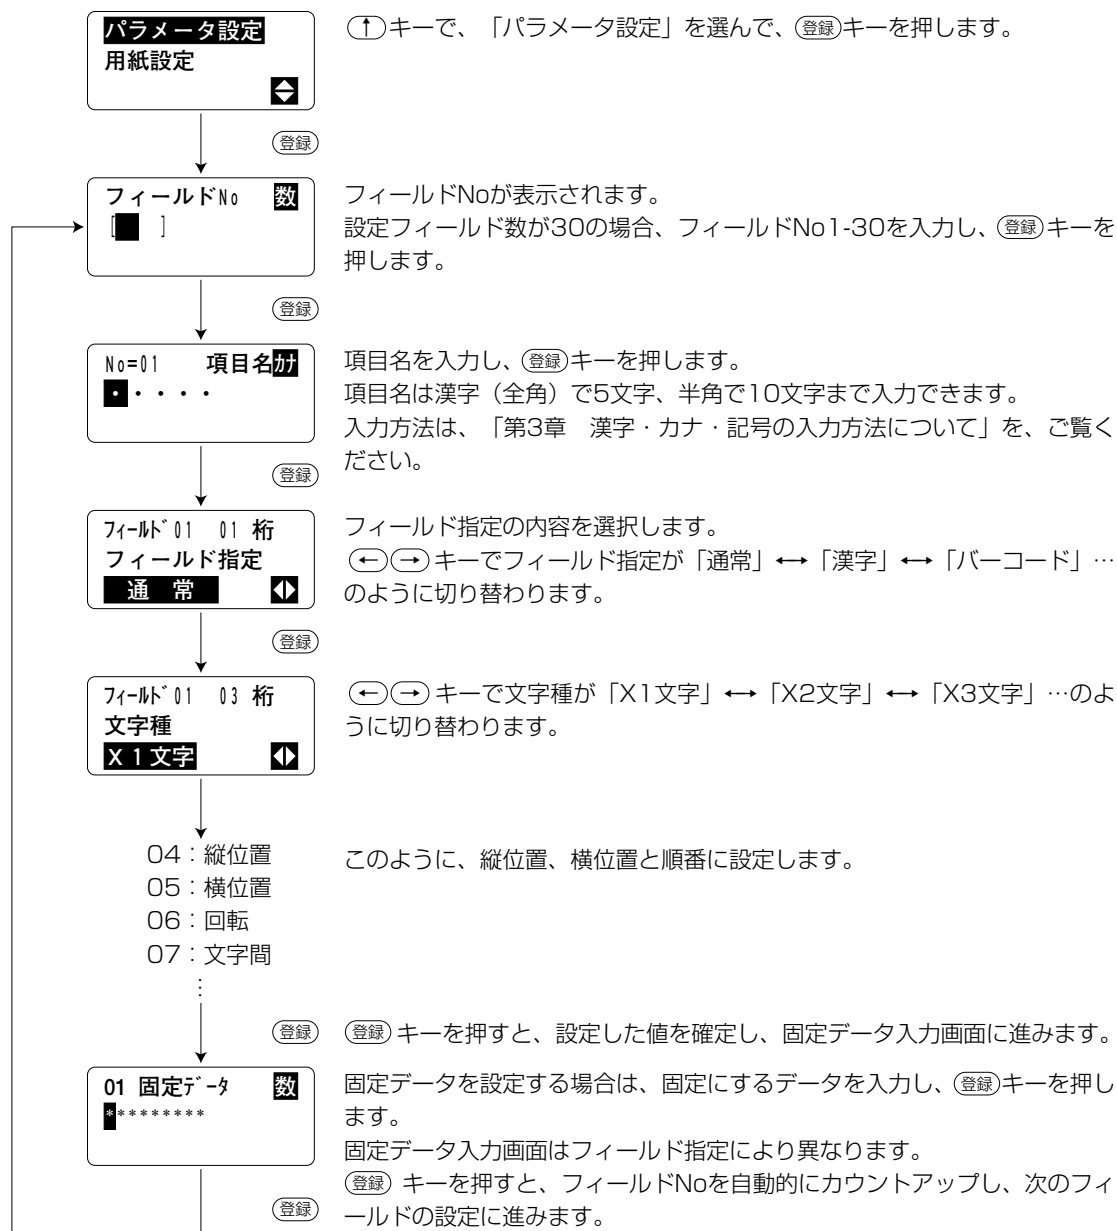 パラメータ設定
用紙設定
↑キーで、「パラメータ設定」を選んで、登録キーを押します。
登録
フィールドNo 数
[ ]
フィールドNoが表示されます。
設定フィールド数が30の場合、フィールドNo1-30を入力し、登録キーを
押します。
登録
No=01 項目名カナ
・・・・・
項目名を入力し、登録キーを押します。
項目名は漢字（全角）で5文字、半角で10文字まで入力できます。
入力方法は、「第3章　漢字・カナ・記号の入力方法について」を、ご覧く
ださい。
登録
フィールド01 01 桁
フィールド指定
通 常
フィールド指定の内容を選択します。
←→キーでフィールド指定が「通常」←→「漢字」←→「バーコード」…
のように切り替わります。
登録
フィールド01 03 桁
文字種
X1文字
←→キーで文字種が「X1文字」←→「X2文字」←→「X3文字」…のよ
うに切り替わります。
04：縦位置
05：横位置
06：回転
07：文字間
⋮
このように、縦位置、横位置と順番に設定します。
登録
登録キーを押すと、設定した値を確定し、固定データ入力画面に進みます。
01 固定データ 数
*********
固定データを設定する場合は、固定にするデータを入力し、登録キーを押し
ます。
固定データ入力画面はフィールド指定により異なります。
登録 キーを押すと、フィールドNoを自動的にカウントアップし、次のフィ
ールドの設定に進みます。
登録